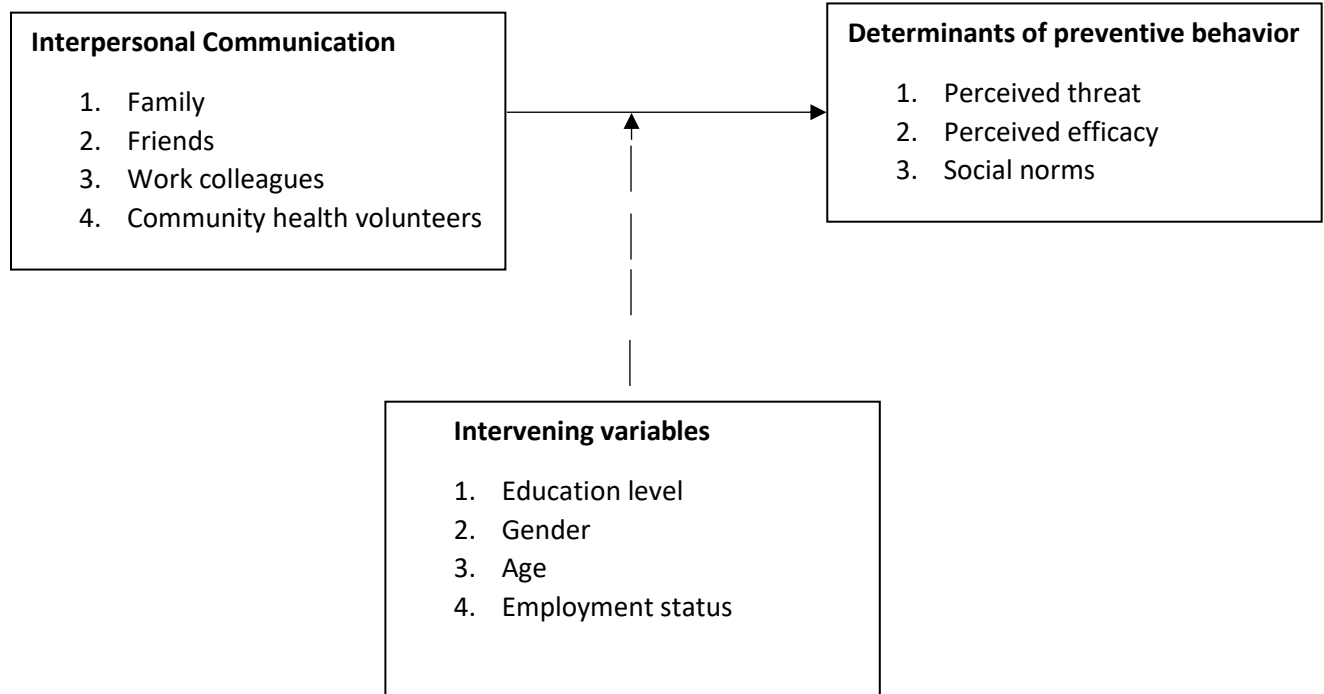 Interpersonal Communication
1. Family
2. Friends
3. Work colleagues
4. Community health volunteers
Determinants of preventive behavior
1. Perceived threat
2. Perceived efficacy
3. Social norms
Intervening variables
1. Education level
2. Gender
3. Age
4. Employment status